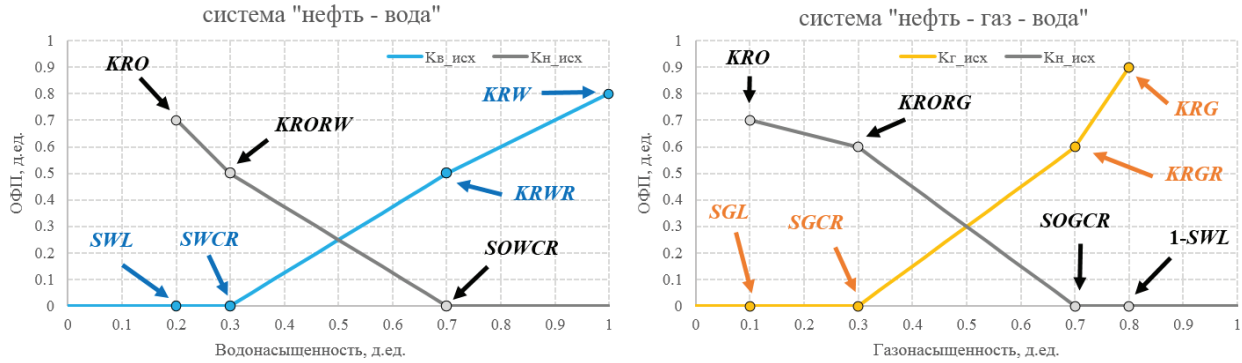 система "нефть - вода"
Кв_исх
Кн_исх
KRO
KRW
KRORW
KRWR
SWL
SWCR
SOWCR
ОФП, д.ед.
1
0.9
0.8
0.7
0.6
0.5
0.4
0.3
0.2
0.1
0
0 0.1 0.2 0.3 0.4 0.5 0.6 0.7 0.8 0.9 1
Водонасыщенность, д.ед.
система "нефть - газ - вода"
Кг_исх
Кн_исх
KRO
KRORG
KRG
KRGR
SGL
SGCR
SOGCR
1-SWL
ОФП, д.ед.
1
0.9
0.8
0.7
0.6
0.5
0.4
0.3
0.2
0.1
0
0 0.1 0.2 0.3 0.4 0.5 0.6 0.7 0.8 0.9 1
Газонасыщенность, д.ед.